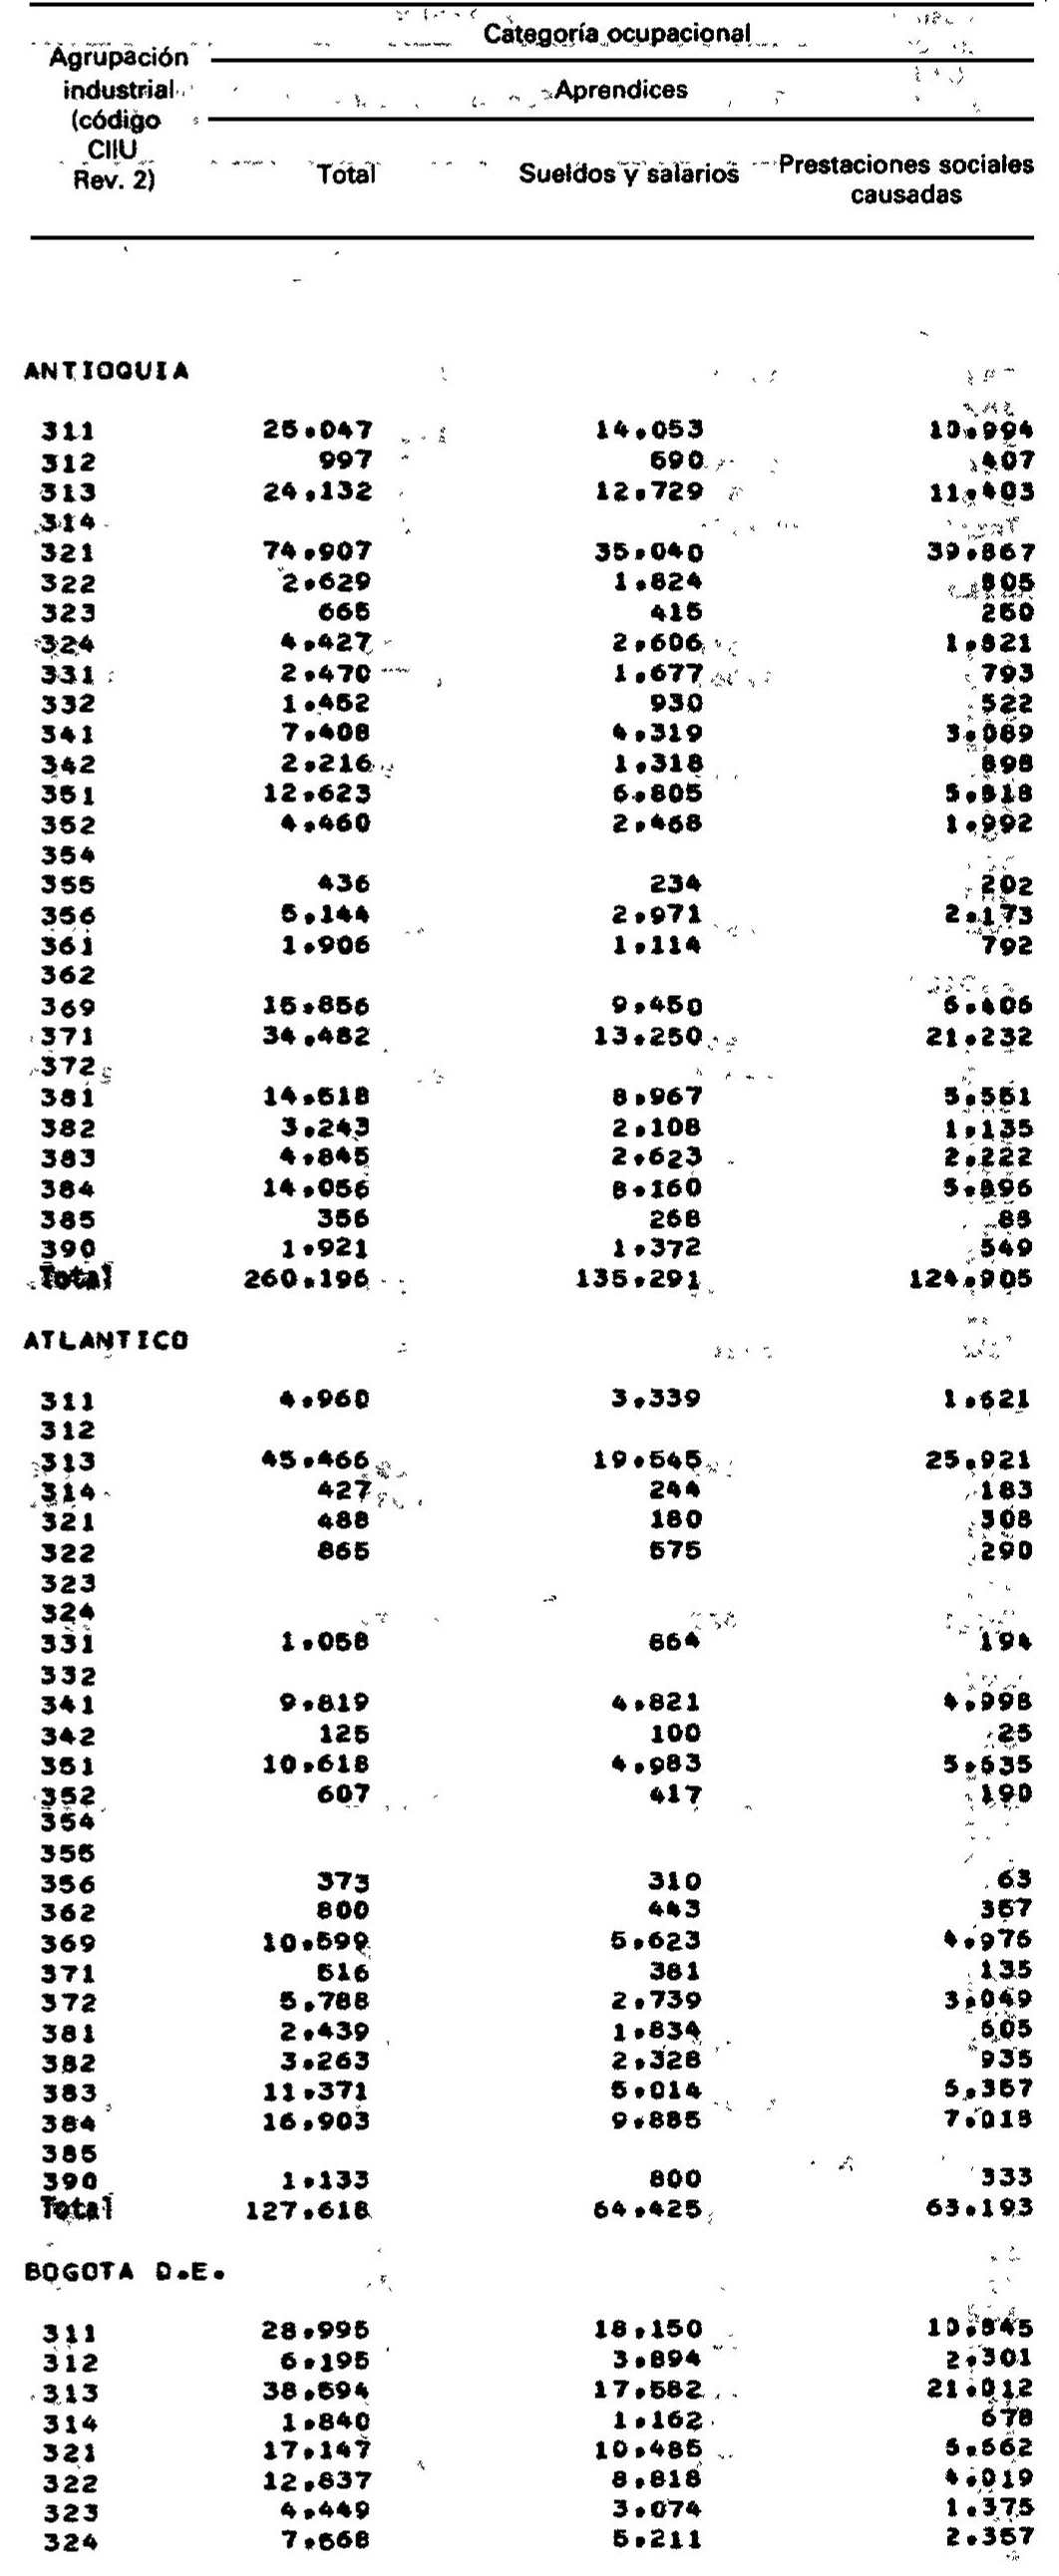 Categoría ocupacional
Agrupación industrial (código CIIU Rev. 2)
Aprendices
Total Sueldos y salarios Prestaciones sociales causadas
ANTIOQUIA
311 25.047 14.053 10.994
312 997 590 407
313 24.132 12.729 11.403
314
321 74.907 35.040 39.867
322 2.629 1.824 805
323 665 415 250
324 4.427 2.606 1.821
331 2.470 1.677 793
332 1.452 930 522
341 7.408 4.319 3.089
342 2.216 1.318 898
351 12.623 6.805 5.818
352 4.460 2.468 1.992
354
355 436 234 202
356 5.144 2.971 2.173
361 1.906 1.114 792
362
369 15.856 9.450 6.406
371 34.482 13.250 21.232
372
381 14.518 8.967 5.551
382 3.243 2.108 1.135
383 4.845 2.623 2.222
384 14.056 8.160 5.896
385 356 268 88
390 1.921 1.372 549
Total 260.196 135.291 124.905
ATLANTICO
311 4.960 3.339 1.621
312
313 45.466 19.545 25.921
314 427 244 183
321 488 180 308
322 865 575 290
323
324
331 1.058 864 194
332
341 9.819 4.821 4.998
342 125 100 25
351 10.618 4.983 5.635
352 607 417 190
354
355
356 373 310 63
362 800 443 357
369 10.599 5.623 4.976
371 516 381 135
372 5.788 2.739 3.049
381 2.439 1.834 605
382 3.263 2.328 935
383 11.371 5.014 6.357
384 16.903 9.885 7.018
385
390 1.133 800 333
Total 127.618 64.425 63.193
BOGOTA D.E.
311 28.995 18.150 10.845
312 6.195 3.894 2.301
313 38.594 17.582 21.012
314 1.840 1.162 678
321 17.147 10.485 6.662
322 12.837 8.818 4.019
323 4.449 3.074 1.375
324 7.568 5.211 2.357